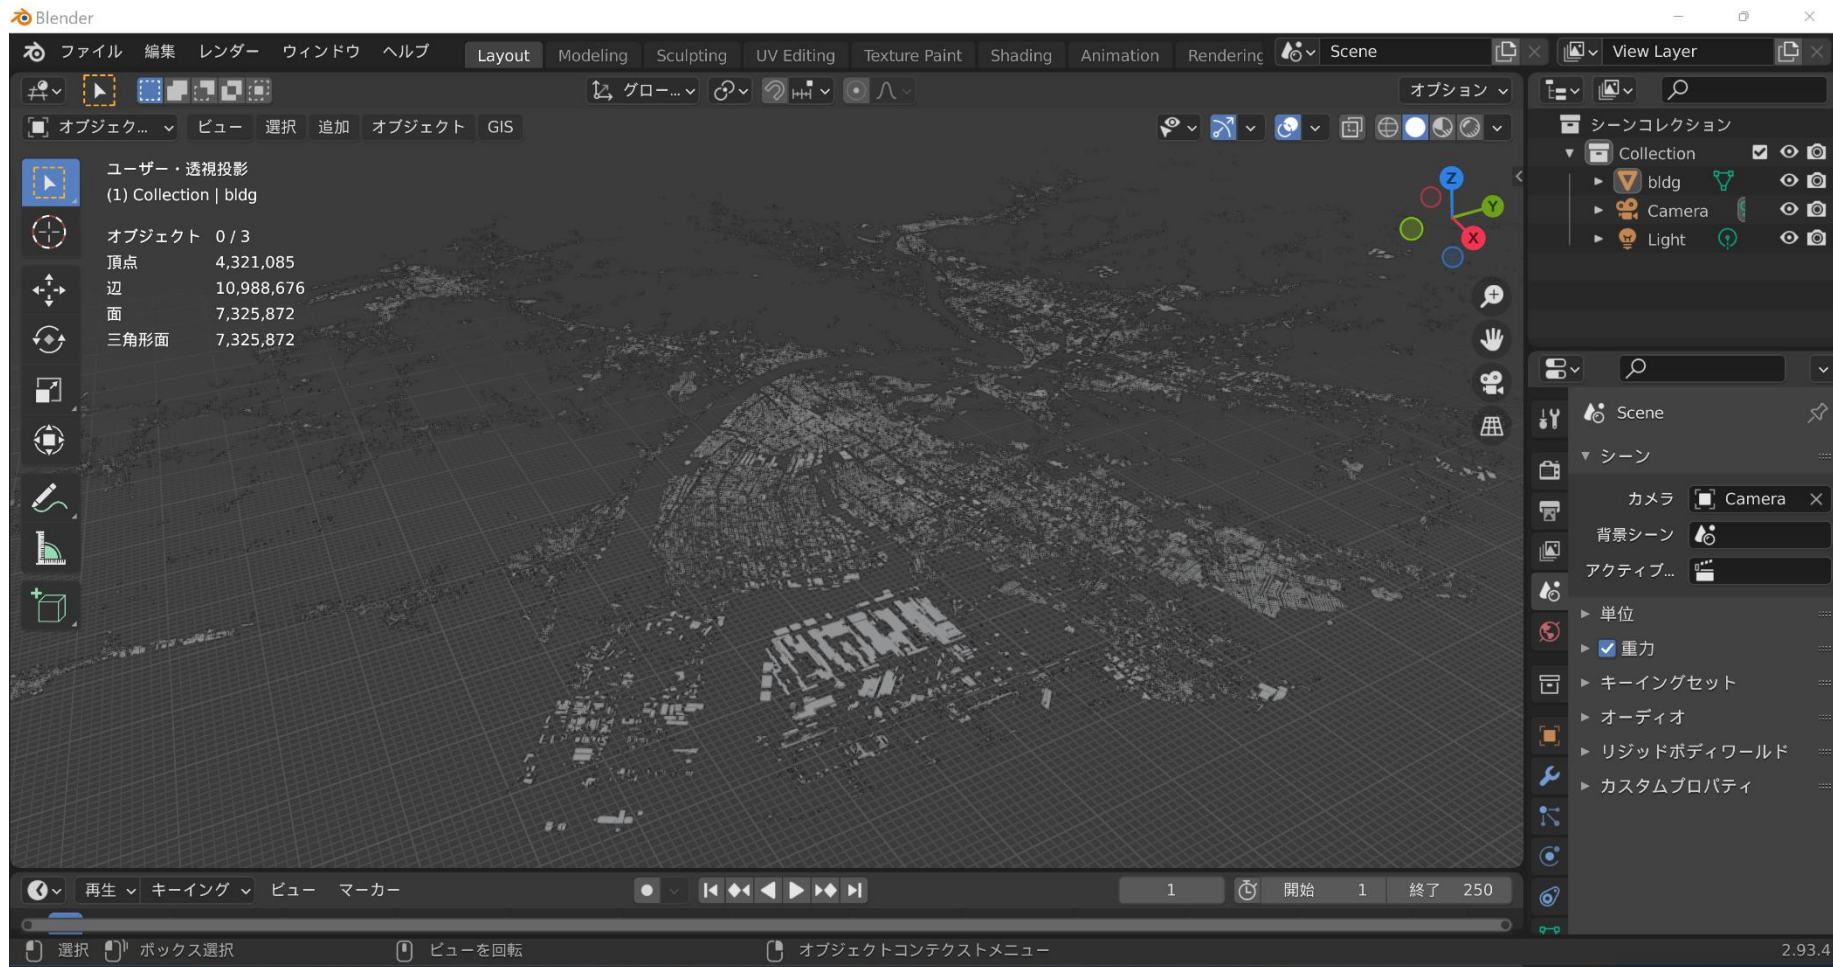 Blender
ファイル 編集 レンダー ウィンドウ ヘルプ Layout Modeling Sculpting UV Editing Texture Paint Shading Animation Rendering Scene View Layer
グロー... オプション
オブジェク... ビュー 選択 追加 オブジェクト GIS
ユーザー・透視投影
(1) Collection | bldg
オブジェクト 0 / 3
頂点 4,321,085
辺 10,988,676
面 7,325,872
三角形面 7,325,872
Z
Y
X
シーンコレクション
Collection
bldg
Camera
Light
Scene
シーン
カメラ Camera
背景シーン
アクティブ...
単位
重力
キーイングセット
オーディオ
リジッドボディワールド
カスタムプロパティ
再生 キーイング ビュー マーカー 1 開始 1 終了 250
選択 ボックス選択 ビューを回転 オブジェクトコンテクストメニュー 2.93.4